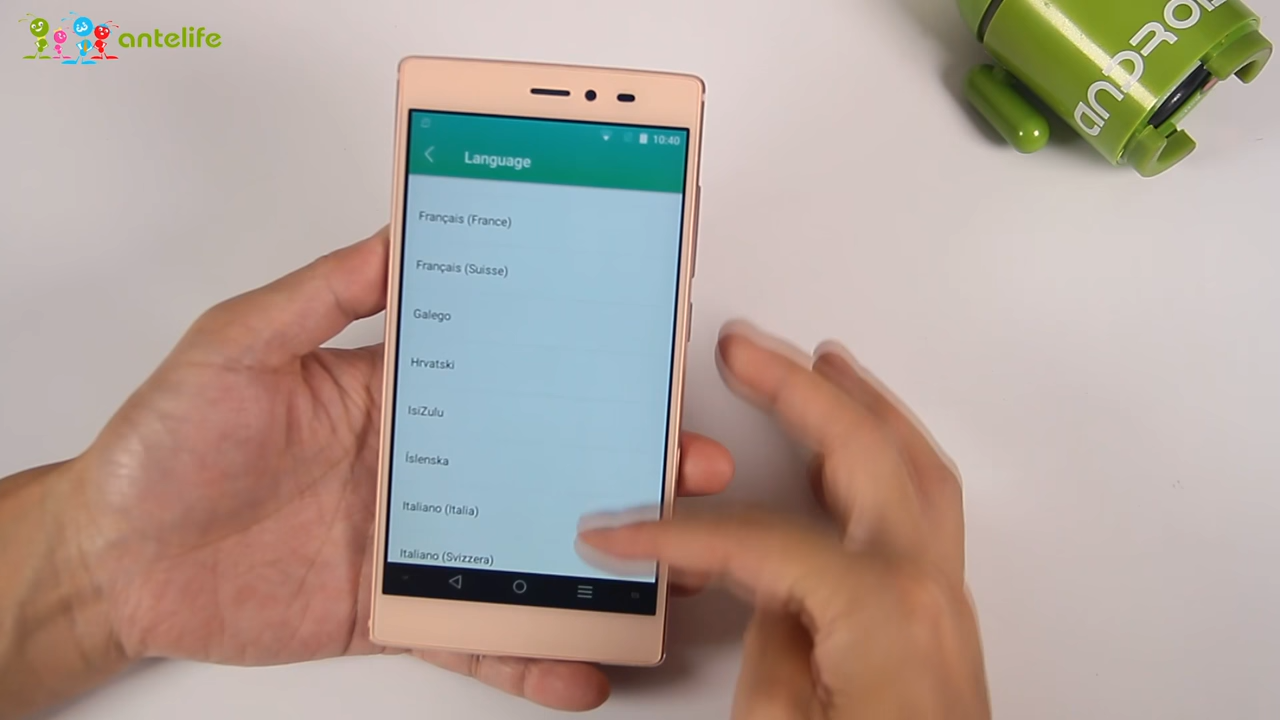 antelife
ANDROID
10:40
Language
Français (France)
Français (Suisse)
Galego
Hrvatski
IsiZulu
Íslenska
Italiano (Italia)
Italiano (Svizzera)